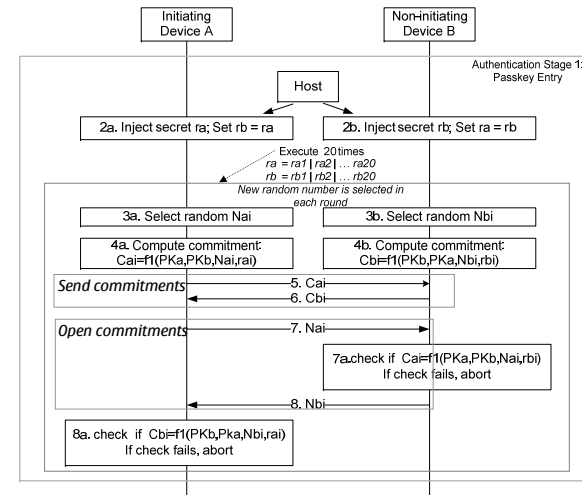 Initiating
Device A
Non-initiating
Device B
Authentication Stage 1:
Passkey Entry
Host
2a. Inject secret ra; Set rb = ra
2b. Inject secret rb; Set ra = rb
Execute 20times
ra = ra1 | ra2 | … ra20
rb = rb1 | rb2 | … rb20
New random number is selected in
each round
3a. Select random Nai
3b. Select random Nbi
4a. Compute commitment:
Cai=f1(PKa,PKb,Nai,rai)
4b. Compute commitment:
Cbi=f1(PKb,PKa,Nbi,rbi)
Send commitments
5. Cai
6. Cbi
Open commitments
7. Nai
7a.check if Cai=f1(PKa,PKb,Nai,rbi)
If check fails, abort
8. Nbi
8a. check if Cbi=f1(PKb,Pka,Nbi,rai)
If check fails, abort